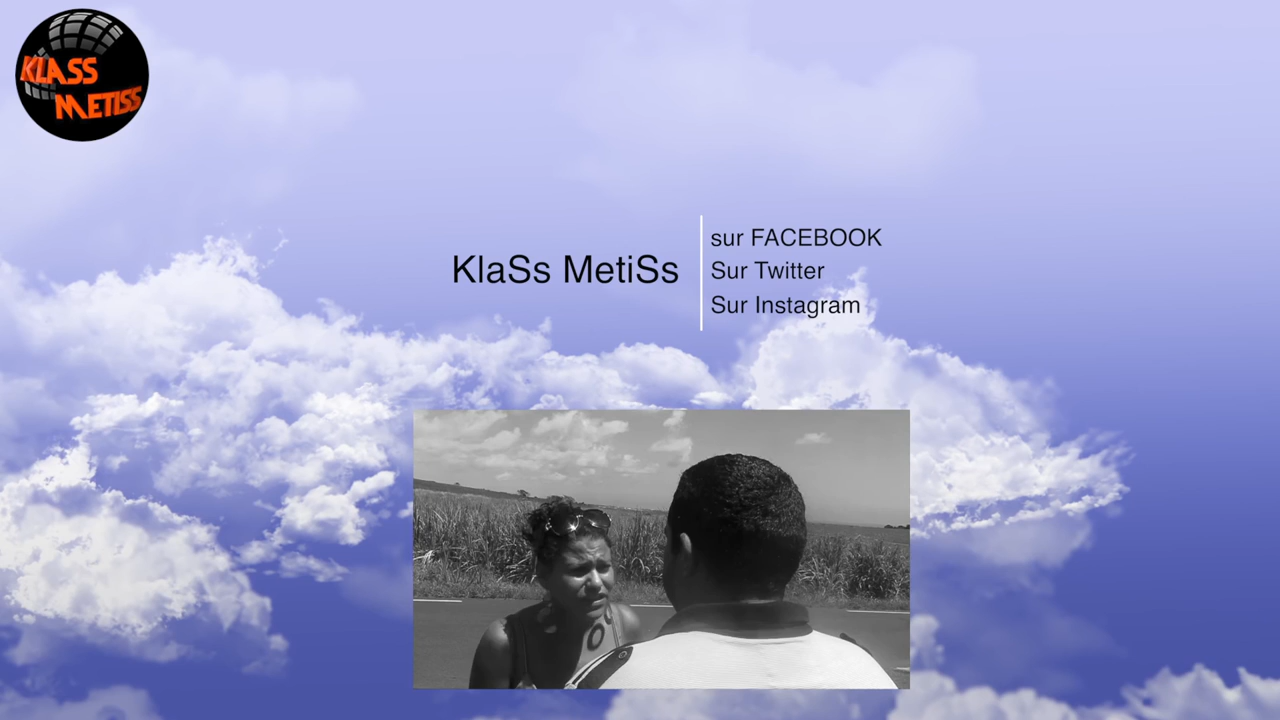 KLASS
METISS
KlaSs MetiSs
sur FACEBOOK
Sur Twitter
Sur Instagram